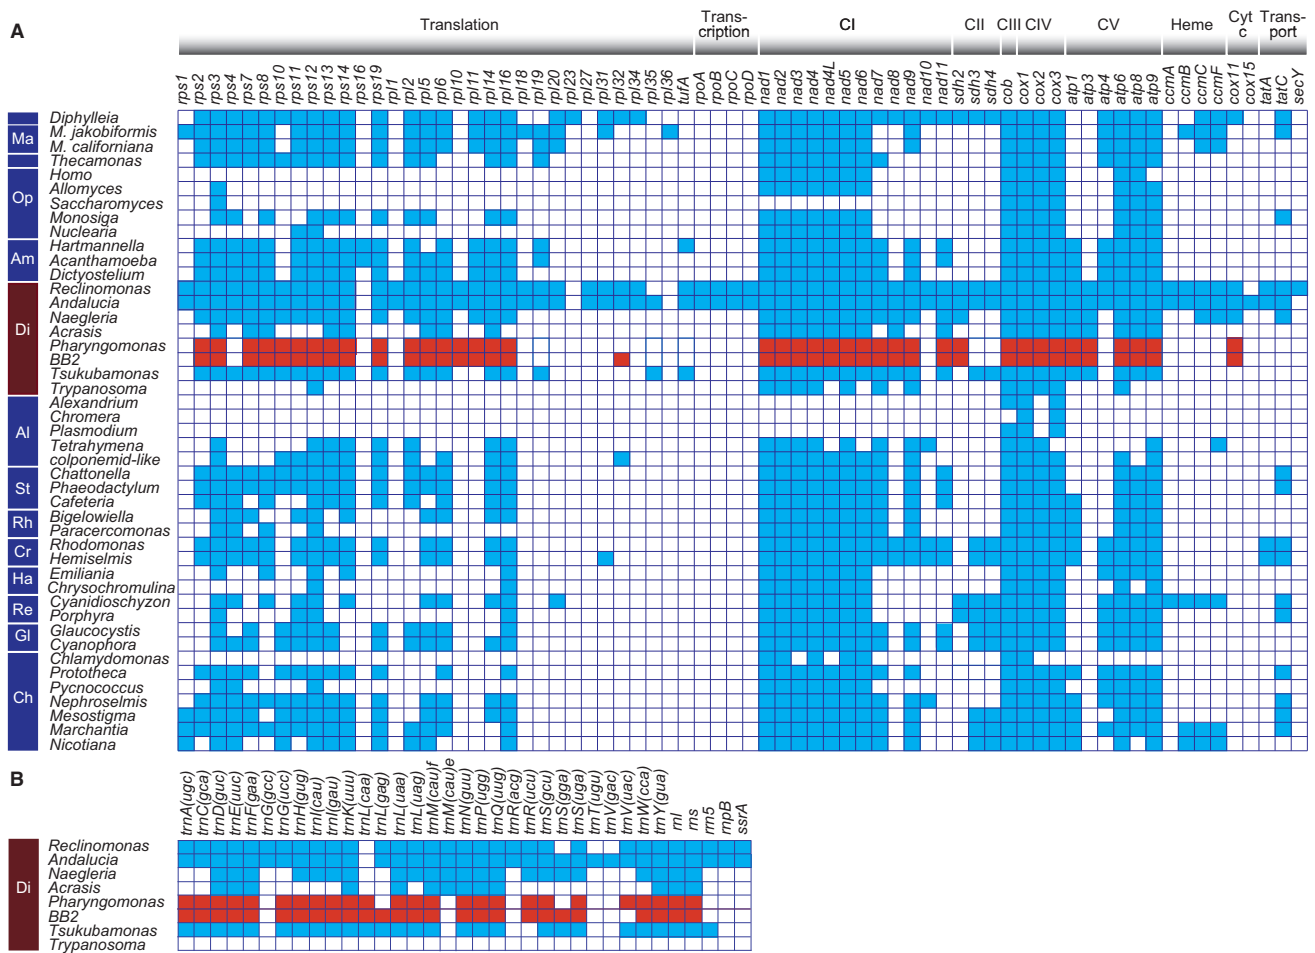 A
Translation
Trans-
cription
CI
CII
CIII
CIV
CV
Heme
Cyt
c
Trans-
port
rps1
rps2
rps3
rps4
rps7
rps8
rps10
rps11
rps12
rps13
rps14
rps16
rps19
rpl1
rpl2
rpl5
rpl6
rpl10
rpl11
rpl14
rpl16
rpl18
rpl19
rpl20
rpl23
rpl27
rpl31
rpl32
rpl34
rpl35
rpl36
tufA
rpoA
rpoB
rpoC
rpoD
nad1
nad2
nad3
nad4
nad4L
nad5
nad6
nad7
nad8
nad9
nad10
nad11
sdh2
sdh3
sdh4
cob
cox1
cox2
cox3
atp1
atp3
atp4
atp6
atp8
atp9
ccmA
ccmB
ccmC
ccmF
cox11
cox15
tatA
tatC
secY
Diphylleia
Ma
M. jakobiformis
M. californiana
Thecamonas
Op
Homo
Allomyces
Saccharomyces
Monosiga
Nuclearia
Am
Hartmannella
Acanthamoeba
Dictyostelium
Di
Reclinomonas
Andalucia
Naegleria
Acrasis
Pharyngomonas
BB2
Tsukubamonas
Trypanosoma
Al
Alexandrium
Chromera
Plasmodium
Tetrahymena
colponemid-like
St
Chattonella
Phaeodactylum
Cafeteria
Rh
Bigelowiella
Paracercomonas
Cr
Rhodomonas
Hemiselmis
Ha
Emiliania
Chrysochromulina
Re
Cyanidioschyzon
Porphyra
Gl
Glaucocystis
Cyanophora
Ch
Chlamydomonas
Prototheca
Pycnococcus
Nephroselmis
Mesostigma
Marchantia
Nicotiana
B
trnA(ugc)
trnC(gca)
trnD(guc)
trnE(uuc)
trnF(gaa)
trnG(gcc)
trnG(ucc)
trnH(gug)
trnI(cau)
trnI(gau)
trnK(uuu)
trnL(caa)
trnL(gag)
trnL(uaa)
trnL(uag)
trnM(cau)f
trnM(cau)e
trnN(guu)
trnP(ugg)
trnQ(uug)
trnR(acg)
trnR(ucu)
trnS(gcu)
trnS(gga)
trnS(uga)
trnT(ugu)
trnV(gac)
trnV(uac)
trnW(cca)
trnY(gua)
rnl
rns
rrn5
rnpB
ssrA
Di
Reclinomonas
Andalucia
Naegleria
Acrasis
Pharyngomonas
BB2
Tsukubamonas
Trypanosoma